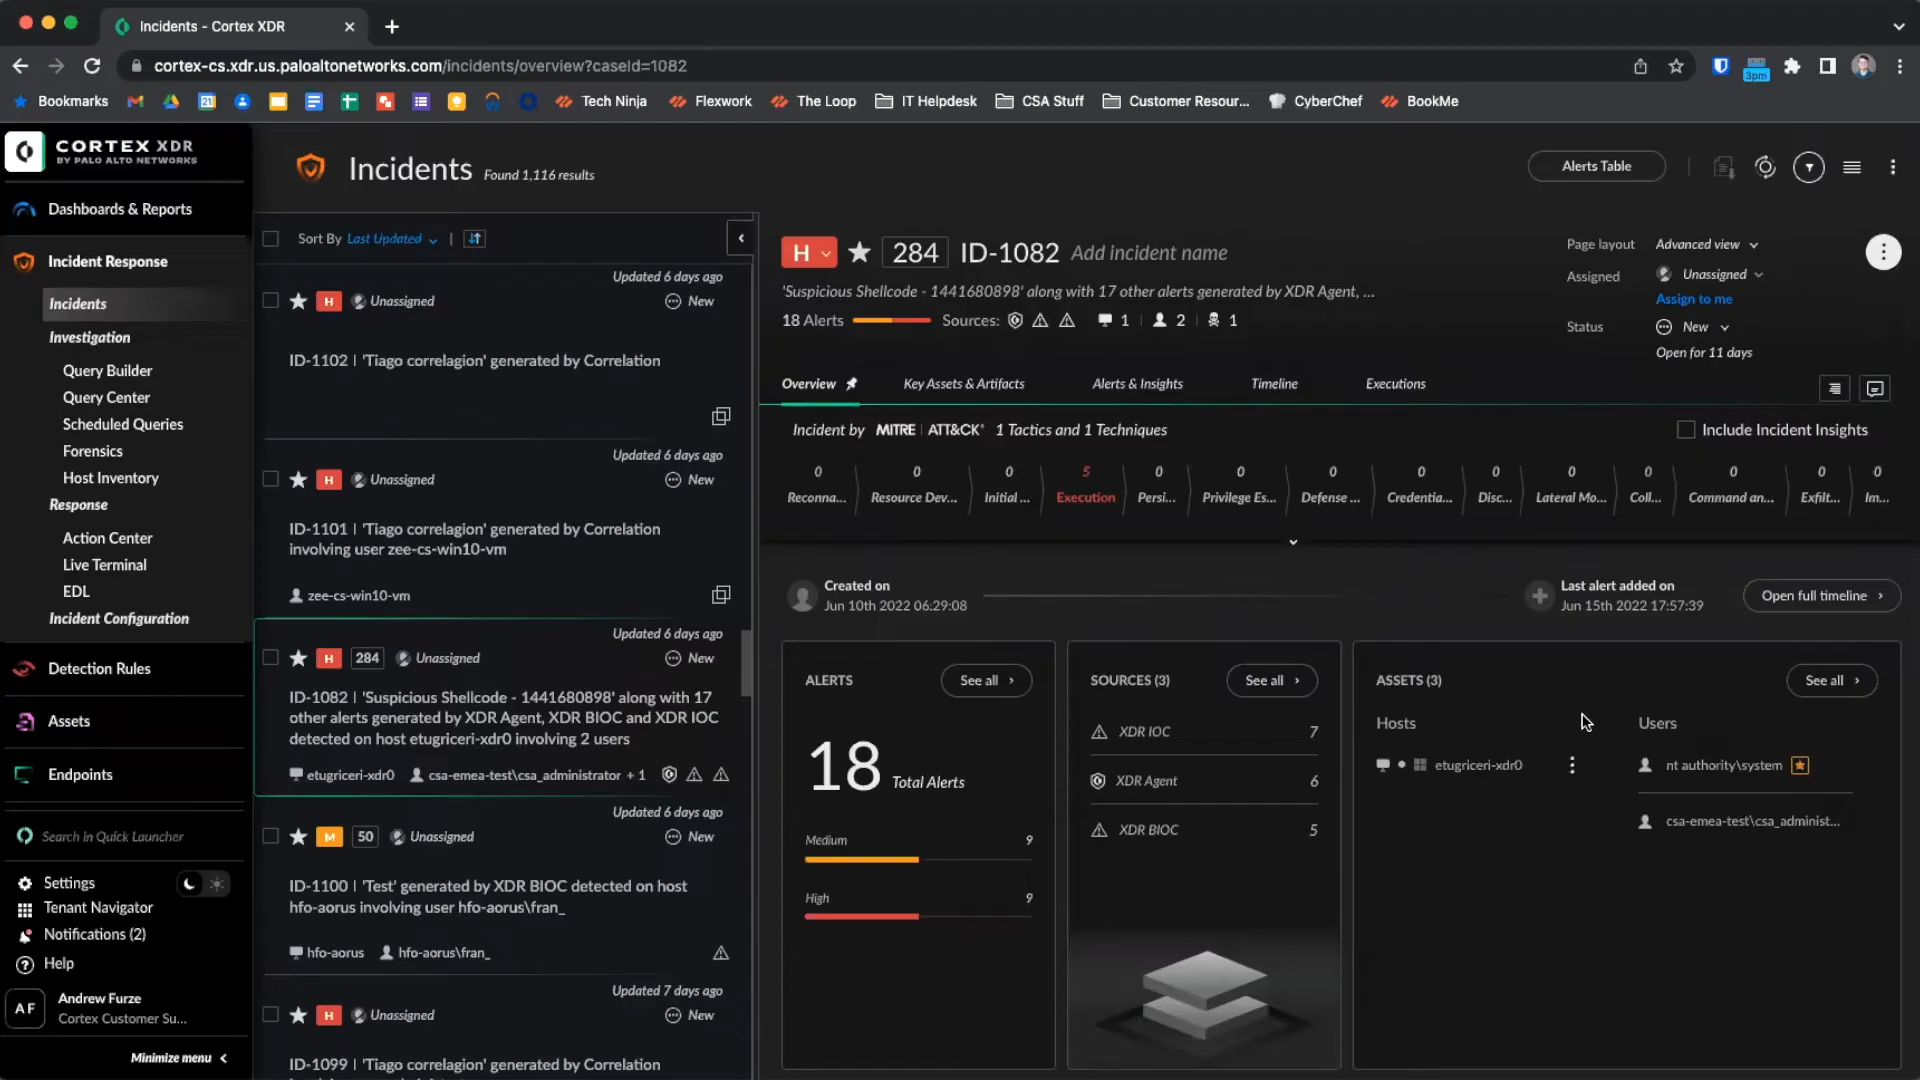 Incidents - Cortex XDR
cortex-cs.xdr.us.paloaltonetworks.com/incidents/overview?caseId=1082
3pm
Bookmarks
21
Tech Ninja
Flexwork
The Loop
IT Helpdesk
CSA Stuff
Customer Resour...
CyberChef
BookMe
CORTEX XDR
BY PALO ALTO NETWORKS
Dashboards & Reports
Incident Response
Incidents
Investigation
Query Builder
Query Center
Scheduled Queries
Forensics
Host Inventory
Response
Action Center
Live Terminal
EDL
Incident Configuration
Detection Rules
Assets
Endpoints
Search in Quick Launcher
Settings
Tenant Navigator
Notifications (2)
Help
AF
Andrew Furze
Cortex Customer Su...
Minimize menu
Incidents Found 1,116 results
Alerts Table
Sort By Last Updated |
Updated 6 days ago
H Unassigned New
ID-1102 | 'Tiago correlagion' generated by Correlation
Updated 6 days ago
H Unassigned New
ID-1101 | 'Tiago correlagion' generated by Correlation
involving user zee-cs-win10-vm
zee-cs-win10-vm
Updated 6 days ago
H 284 Unassigned New
ID-1082 | 'Suspicious Shellcode - 1441680898' along with 17
other alerts generated by XDR Agent, XDR BIOC and XDR IOC
detected on host etugriceri-xdr0 involving 2 users
etugriceri-xdr0 csa-emea-test\csa_administrator + 1
Updated 6 days ago
M 50 Unassigned New
ID-1100 | 'Test' generated by XDR BIOC detected on host
hfo-aorus involving user hfo-aorus\fran_
hfo-aorus hfo-aorus\fran_
Updated 7 days ago
H Unassigned New
ID-1099 | 'Tiago correlagion' generated by Correlation
H 284 ID-1082 Add incident name
'Suspicious Shellcode - 1441680898' along with 17 other alerts generated by XDR Agent, ...
18 Alerts Sources: 1 2 1
Page layout Advanced view
Assigned Unassigned
Assign to me
Status New
Open for 11 days
Overview
Key Assets & Artifacts
Alerts & Insights
Timeline
Executions
Incident by MITRE | ATT&CK® 1 Tactics and 1 Techniques
Include Incident Insights
0 0 0 5 0 0 0 0 0 0 0 0 0 0
Reconna... Resource Dev... Initial ... Execution Persi... Privilege Es... Defense ... Credentia... Disc... Lateral Mo... Coll... Command an... Exfilt... Im...
Created on
Jun 10th 2022 06:29:08
Last alert added on
Jun 15th 2022 17:57:39
Open full timeline
ALERTS
See all
18 Total Alerts
Medium 9
High 9
SOURCES (3)
See all
XDR IOC 7
XDR Agent 6
XDR BIOC 5
ASSETS (3)
See all
Hosts
etugriceri-xdr0
Users
nt authority\system
csa-emea-test\csa_administ...